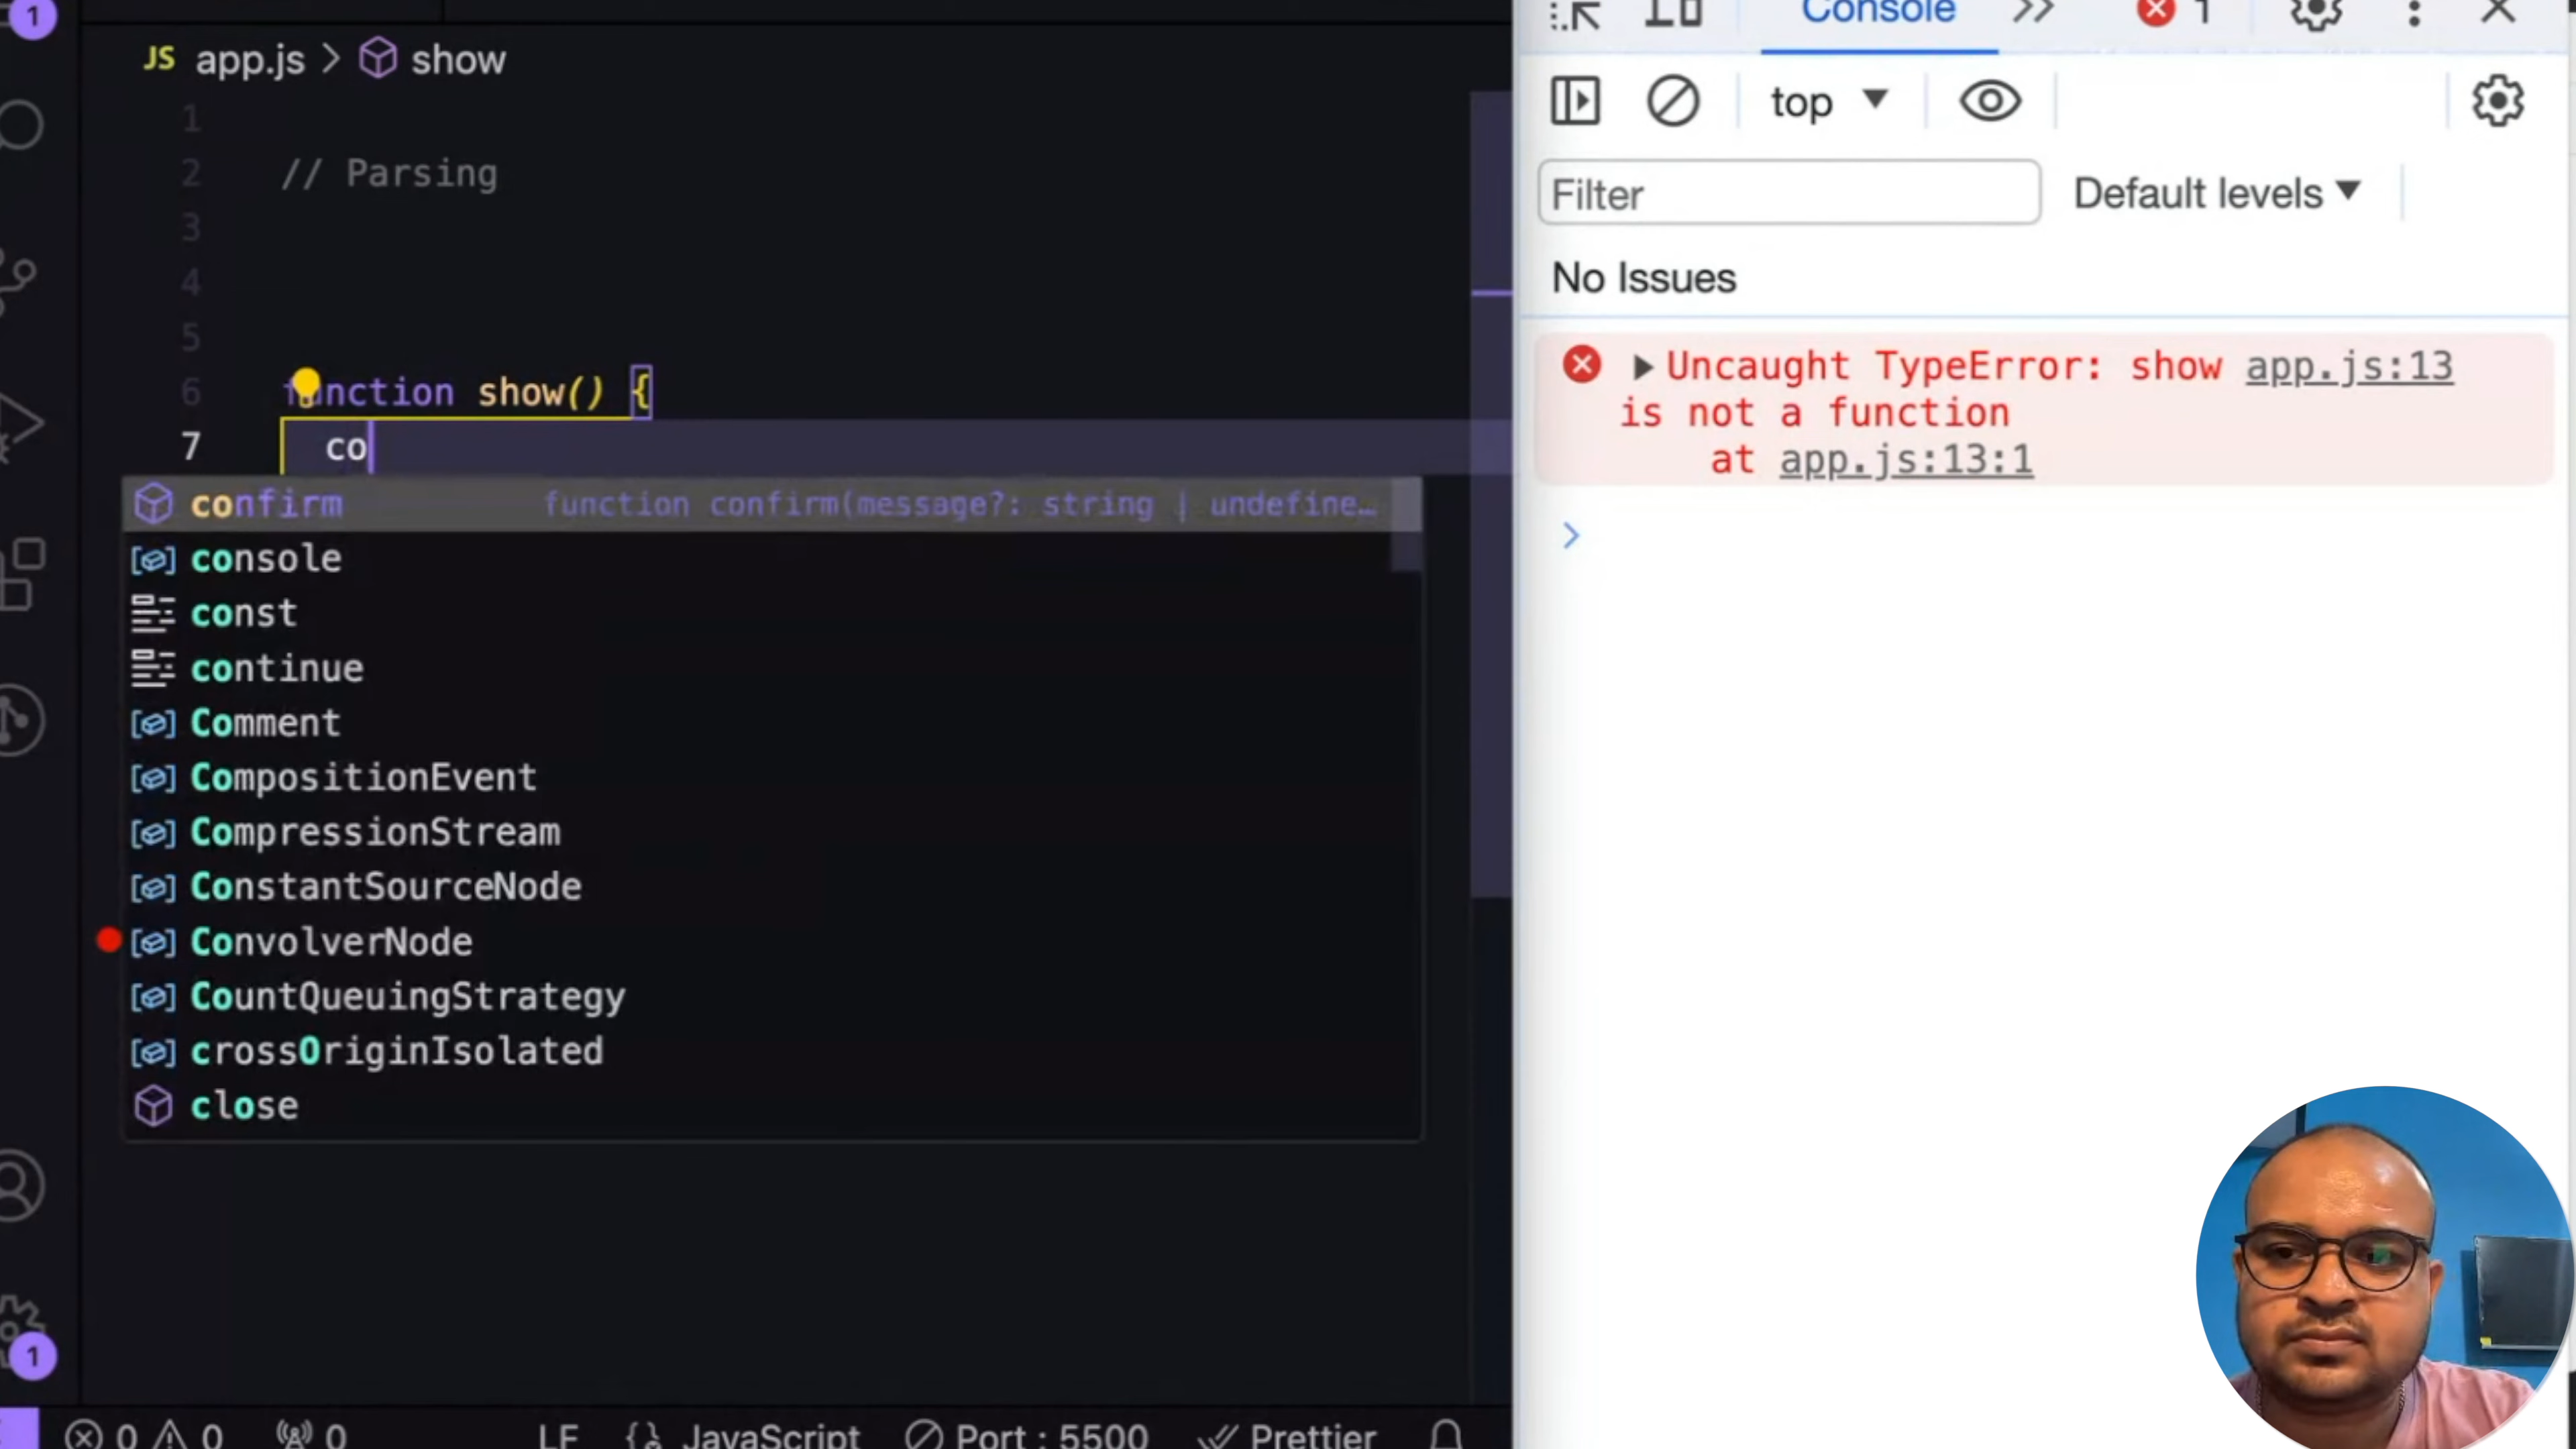 1
JS app.js > show
1
2 // Parsing
3
4
5
6 function show() {
7 co
confirm function confirm(message?: string | undefine…
console
const
continue
Comment
CompositionEvent
CompressionStream
ConstantSourceNode
ConvolverNode
CountQueuingStrategy
crossOriginIsolated
close
1
0 0 0 LF {} JavaScript Port : 5500 Prettier
Console >> 1
top
Filter Default levels
No Issues
Uncaught TypeError: show app.js:13
is not a function
at app.js:13:1
>